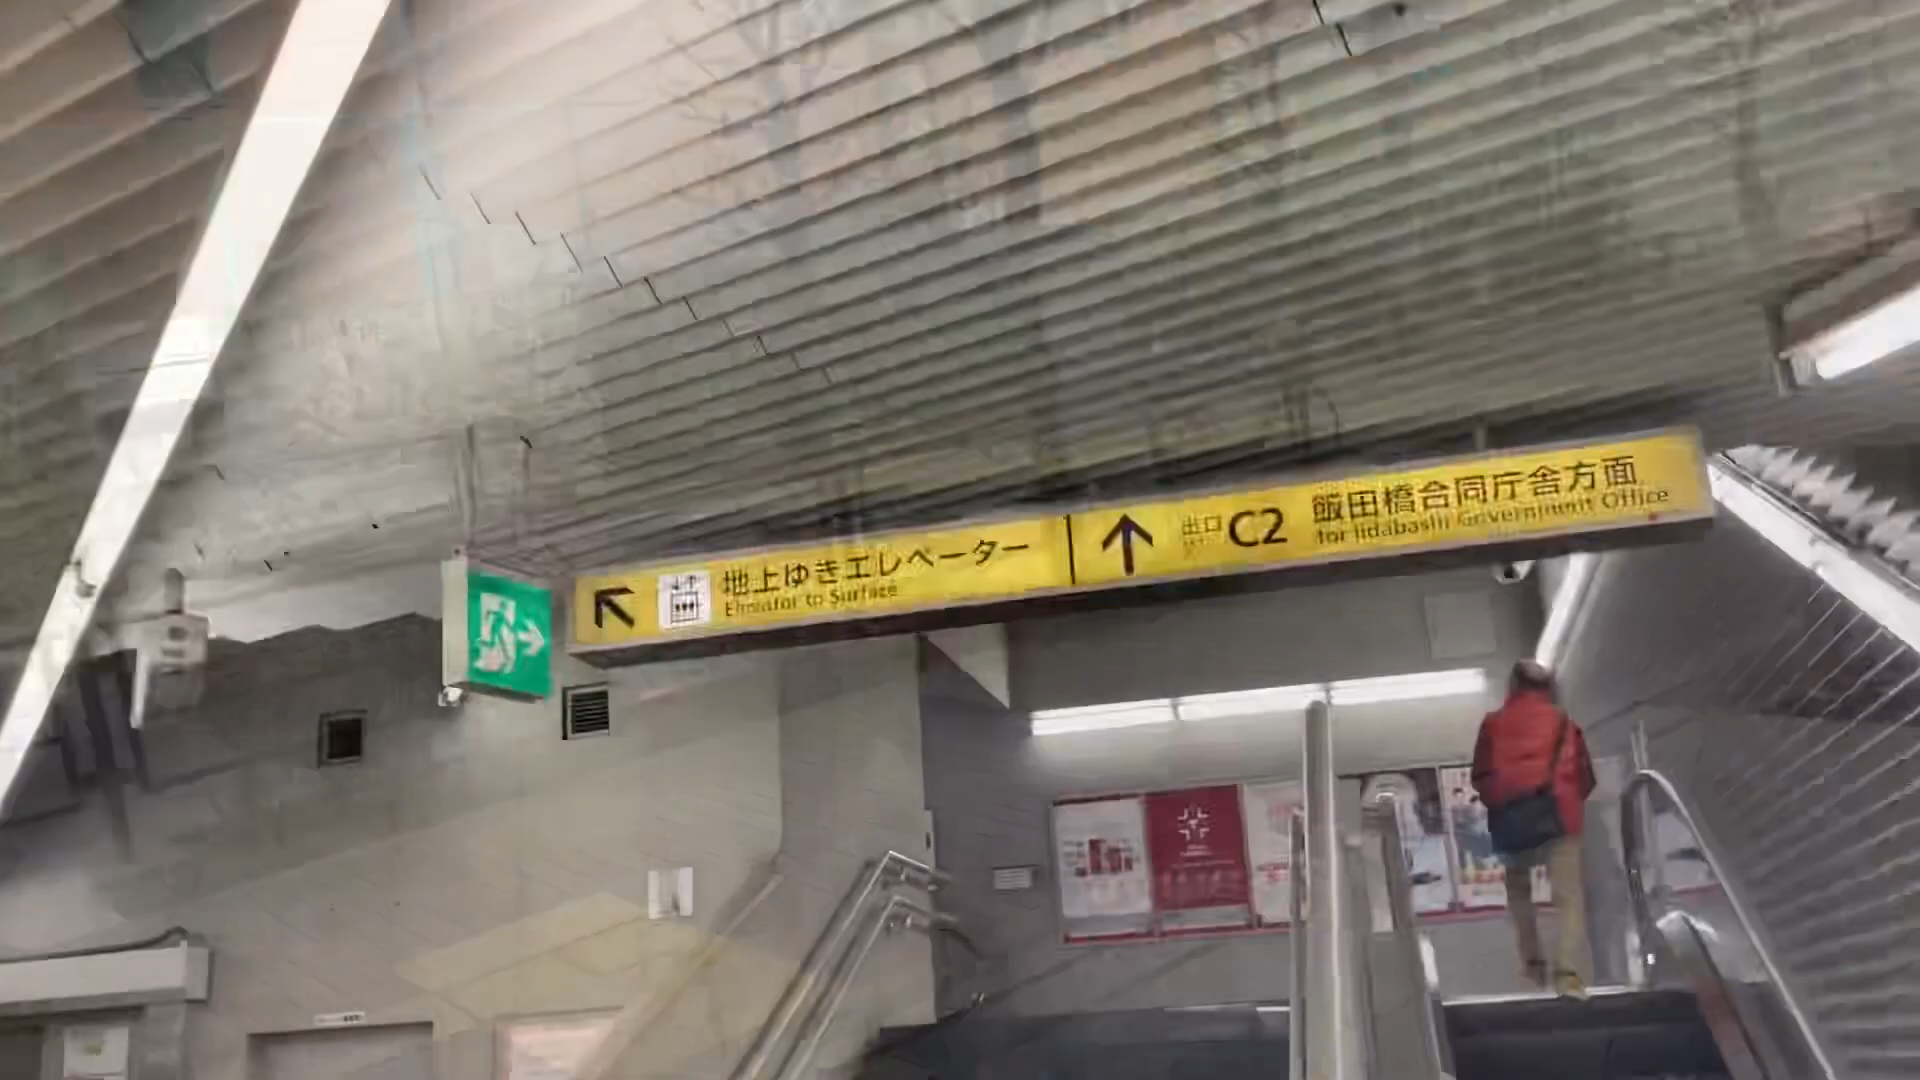 地上ゆきエレベーター
Elevator to Surface
出口
C2
飯田橋合同庁舎方面
for Iidabashi Government Office